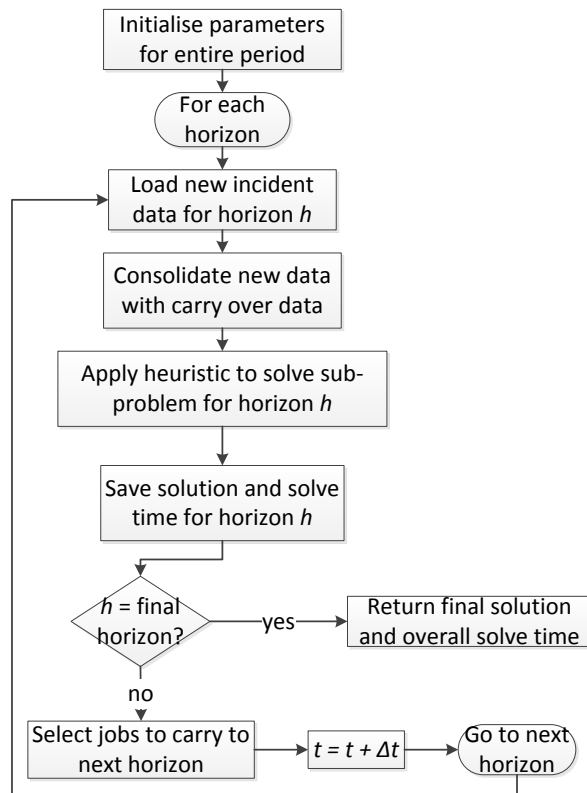 Initialise parameters
for entire period
For each
horizon
Load new incident
data for horizon h
Consolidate new data
with carry over data
Apply heuristic to solve sub-
problem for horizon h
Save solution and solve
time for horizon h
h = final
horizon?
yes
Return final solution
and overall solve time
no
Select jobs to carry to
next horizon
t = t + Δt
Go to next
horizon